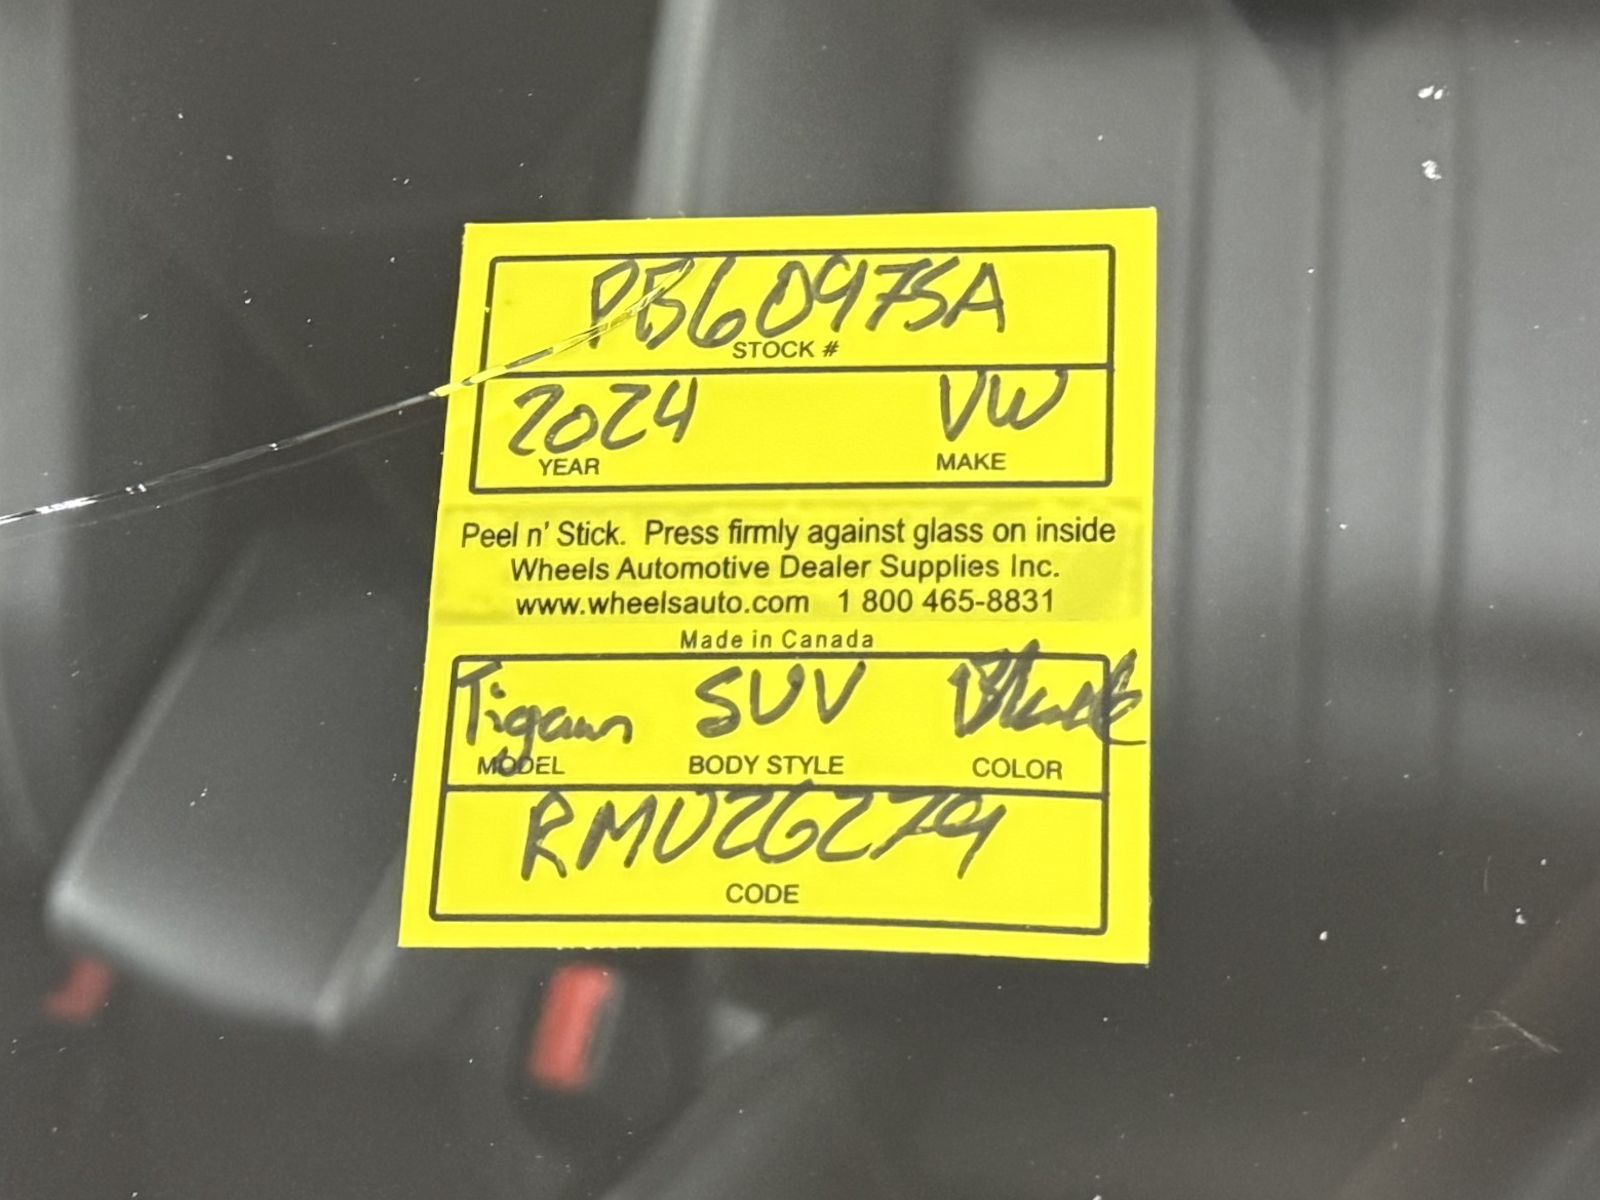 PB60975A
STOCK #
2024 VW
YEAR MAKE
Peel n' Stick. Press firmly against glass on inside
Wheels Automotive Dealer Supplies Inc.
www.wheelsauto.com 1 800 465-8831
Made in Canada
Tiguan SUV Black
MODEL BODY STYLE COLOR
RM026279
CODE